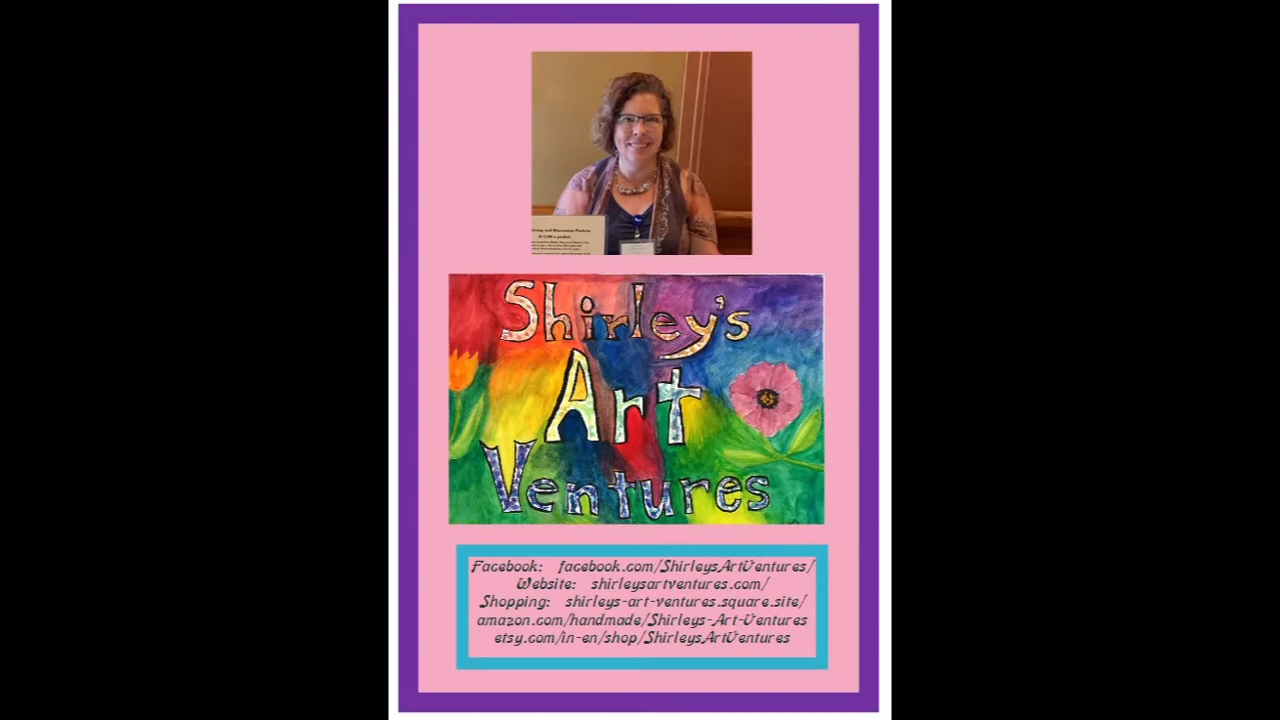 Shirley's
Art
Ventures
Facebook: facebook.com/ShirleysArtVentures/
Website: shirleysartventures.com/
Shopping: shirleys-art-ventures.square.site/
amazon.com/handmade/Shirleys-Art-Ventures
etsy.com/in-en/shop/ShirleysArtVentures